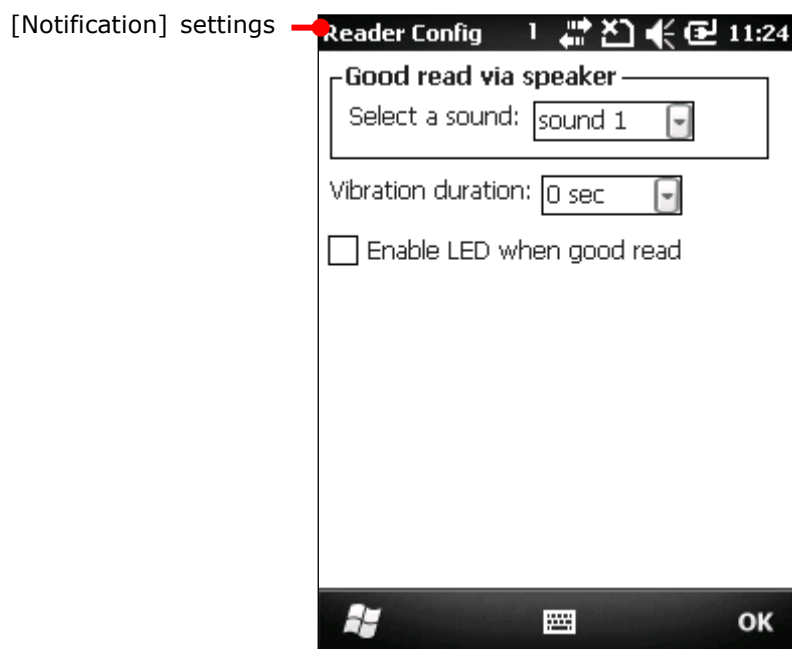 [Notification] settings
Reader Config 1 11:24
Good read via speaker
Select a sound: sound 1
Vibration duration: 0 sec
Enable LED when good read
OK